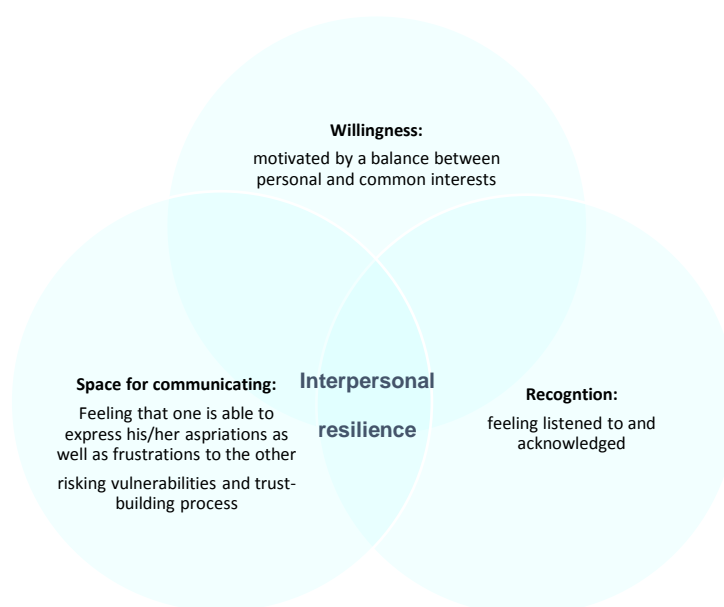 Willingness:
motivated by a balance between
personal and common interests
Space for communicating:
Feeling that one is able to
express his/her aspriations as
well as frustrations to the other
risking vulnerabilities and trust-
building process
Interpersonal
resilience
Recogntion:
feeling listened to and
acknowledged